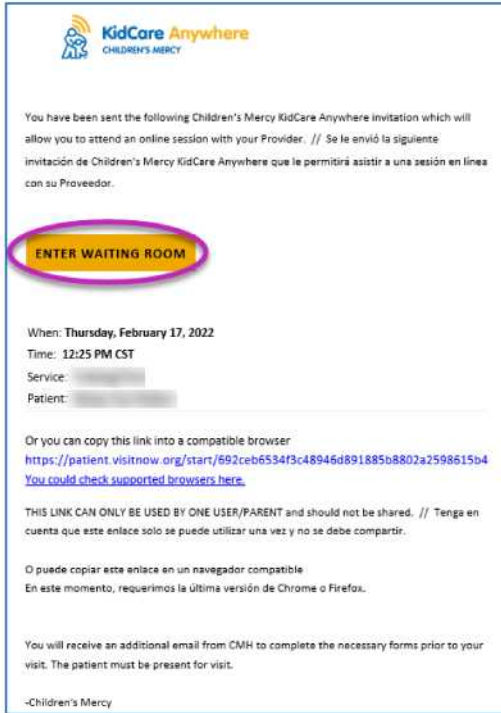 KidCare Anywhere
CHILDREN'S MERCY
You have been sent the following Children's Mercy KidCare Anywhere invitation which will
allow you to attend an online session with your Provider. // Se le envió la siguiente
invitación de Children's Mercy KidCare Anywhere que le permitirá asistir a una sesión en línea
con su Proveedor.
ENTER WAITING ROOM
When: Thursday, February 17, 2022
Time: 12:25 PM CST
Service:
Patient:
Or you can copy this link into a compatible browser
https://patient.visitnow.org/start/692ceb6534f3c48946d891885b8802a2598615b4
You could check supported browsers here.
THIS LINK CAN ONLY BE USED BY ONE USER/PARENT and should not be shared. // Tenga en
cuenta que este enlace solo se puede utilizar una vez y no se debe compartir.
O puede copiar este enlace en un navegador compatible
En este momento, requerimos la última versión de Chrome o Firefox.
You will receive an additional email from CMH to complete the necessary forms prior to your
visit. The patient must be present for visit.
-Children's Mercy